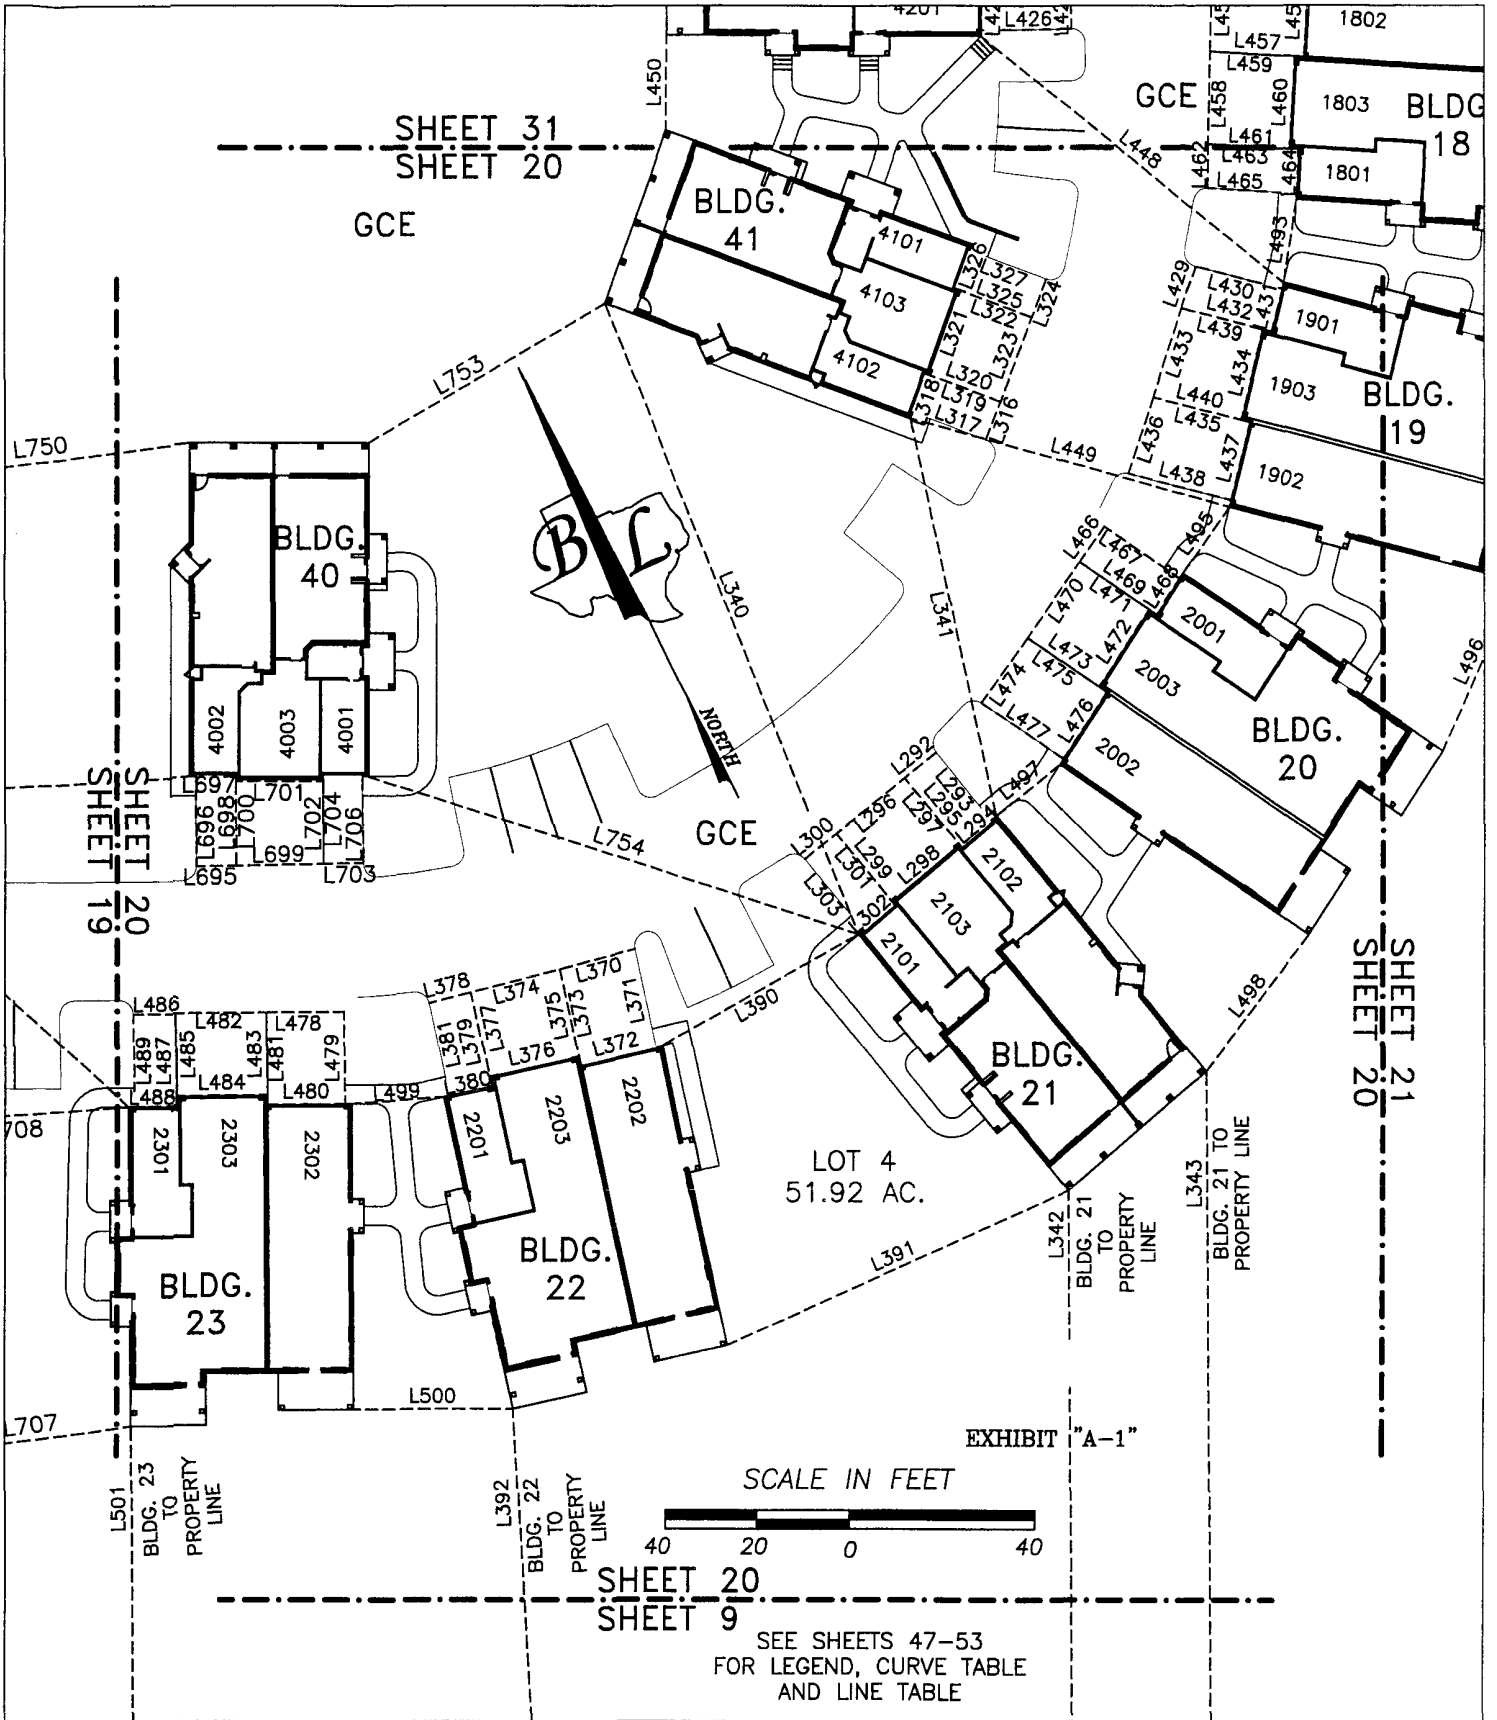 4201
L426
L457
L459
1802
L450
GCE
L458
L460
1803
BLDG
18
SHEET 31
SHEET 20
L448
L461
L462
L463
464
L465
1801
GCE
BLDG.
41
4101
L326
L327
L325
L324
L322
4103
L321
L323
4102
L320
L318
L319
L317
L316
L493
L429
L430
L432
L43
L439
1901
L433
L434
1903
BLDG.
19
L440
L435
L436
L437
L438
1902
L449
L753
L750
BLDG.
40
4002
4003
4001
B L
NORTH
L340
L341
L495
L466
L467
L469
L468
L470
L471
L472
2001
L473
L475
L474
L476
L477
2003
2002
BLDG.
20
L496
SHEET 20
SHEET 19
L697
L701
L696
L698
L700
L702
L704
L706
L699
L695
L703
L754
GCE
L292
L293
L295
L294
L296
L297
L497
L300
L299
L301
L298
L303
302
2102
2103
2101
BLDG.
21
SHEET 21
SHEET 20
L498
L378
L374
L370
L381
L379
L377
L375
L373
L371
L376
L372
380
L390
L486
L482
L478
L489
L487
L485
L483
L481
L479
488
L484
L480
L499
708
2301
2303
2302
2201
2203
2202
BLDG.
23
BLDG.
22
LOT 4
51.92 AC.
L391
L342
BLDG. 21
TO
PROPERTY
LINE
L343
BLDG. 21 TO
PROPERTY LINE
L500
L707
L501
BLDG. 23
TO
PROPERTY
LINE
L392
BLDG. 22
TO
PROPERTY
LINE
EXHIBIT "A-1"
SCALE IN FEET
40 20 0 40
SHEET 20
SHEET 9
SEE SHEETS 47-53
FOR LEGEND, CURVE TABLE
AND LINE TABLE